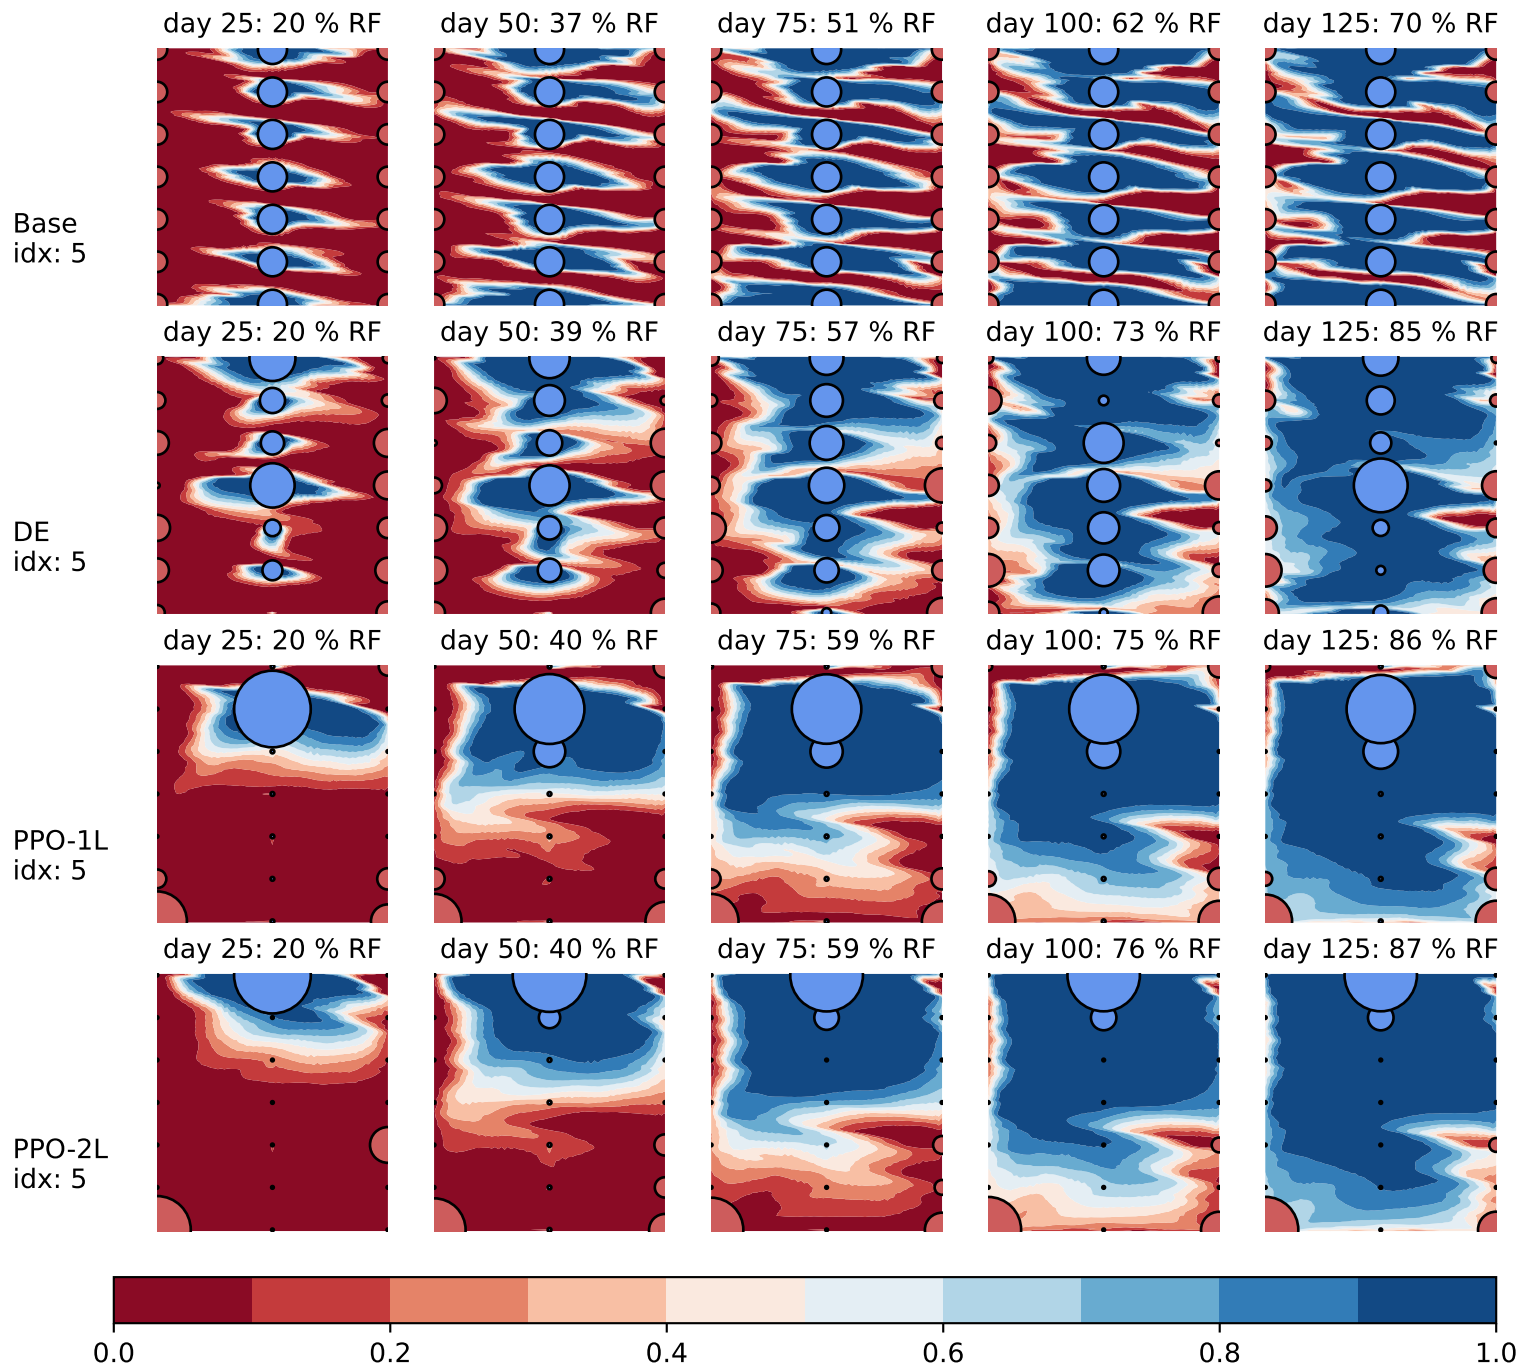 day 25: 20 % RF
day 50: 37 % RF
day 75: 51 % RF
day 100: 62 % RF
day 125: 70 % RF
Base
idx: 5
day 25: 20 % RF
day 50: 39 % RF
day 75: 57 % RF
day 100: 73 % RF
day 125: 85 % RF
DE
idx: 5
day 25: 20 % RF
day 50: 40 % RF
day 75: 59 % RF
day 100: 75 % RF
day 125: 86 % RF
PPO-1L
idx: 5
day 25: 20 % RF
day 50: 40 % RF
day 75: 59 % RF
day 100: 76 % RF
day 125: 87 % RF
PPO-2L
idx: 5
0.0
0.2
0.4
0.6
0.8
1.0